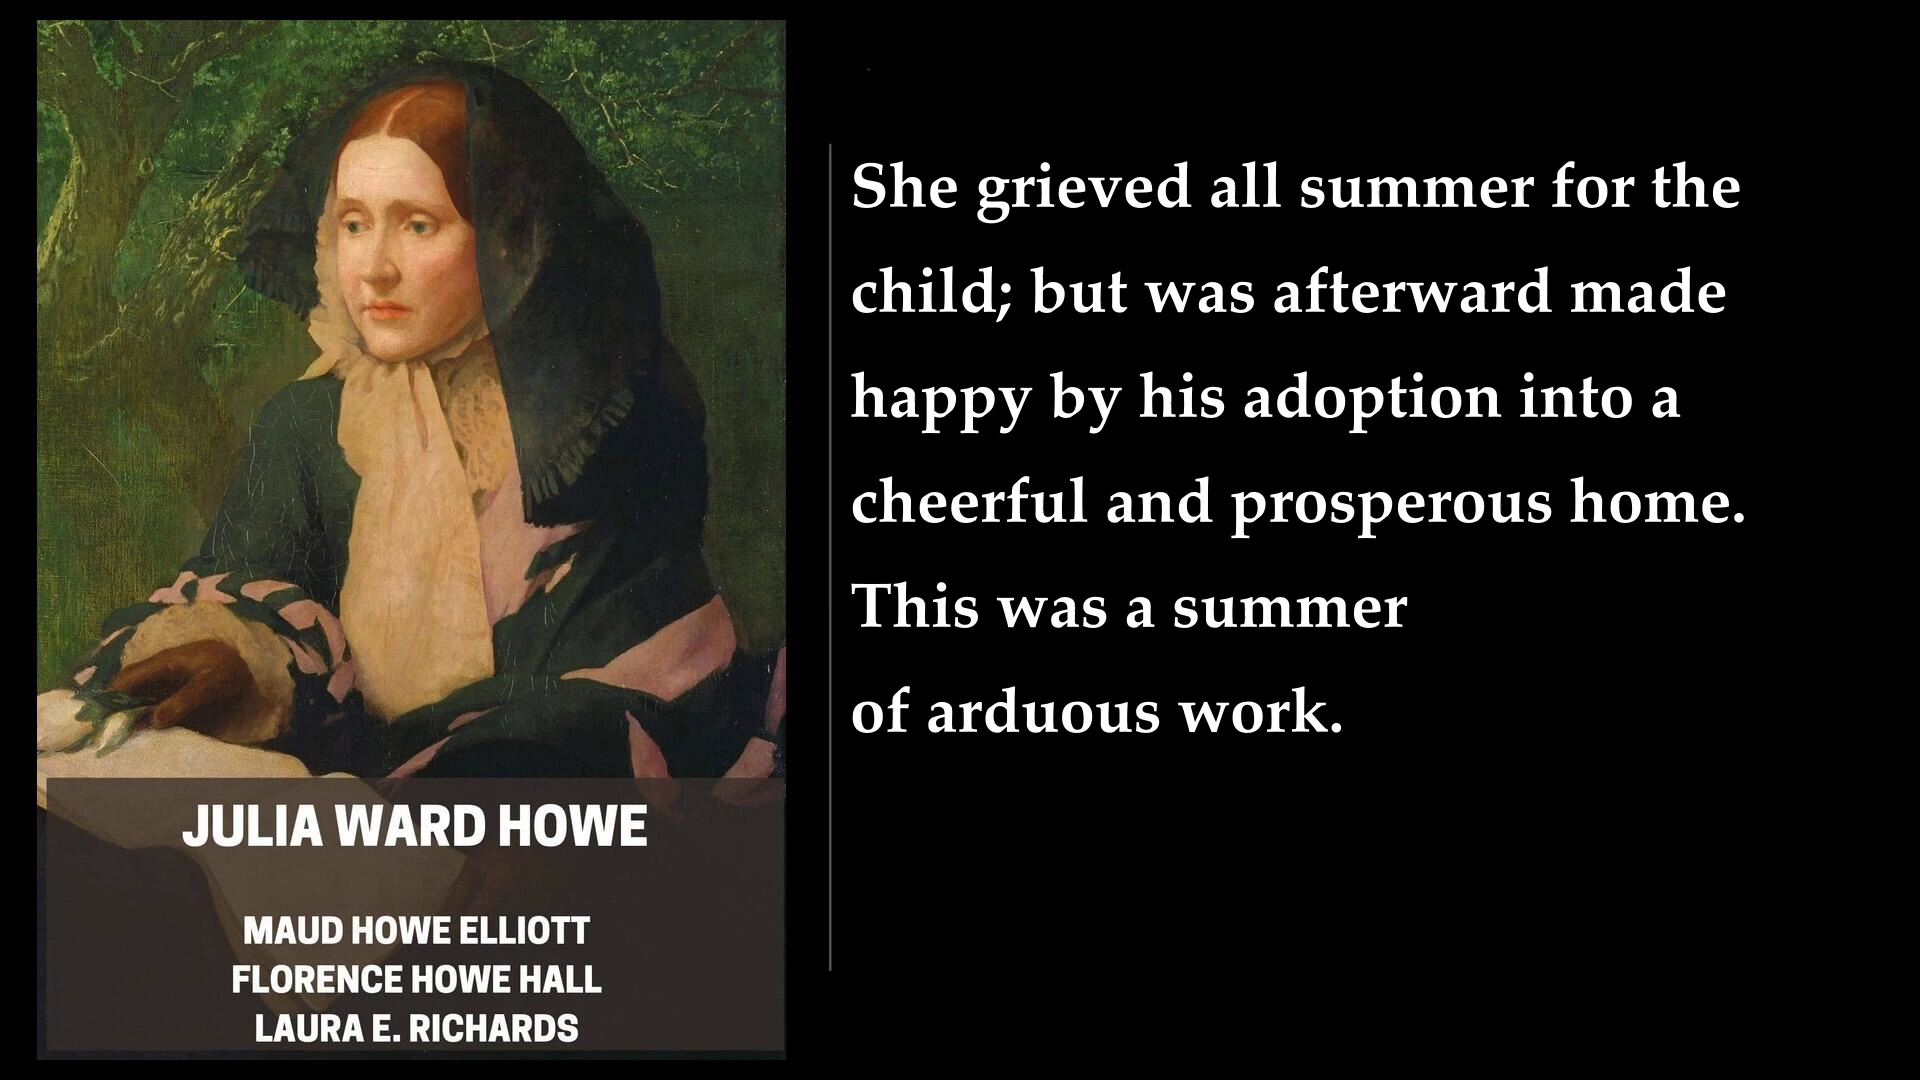 She grieved all summer for the
child; but was afterward made
happy by his adoption into a
cheerful and prosperous home.
This was a summer
of arduous work.
JULIA WARD HOWE
MAUD HOWE ELLIOTT
FLORENCE HOWE HALL
LAURA E. RICHARDS